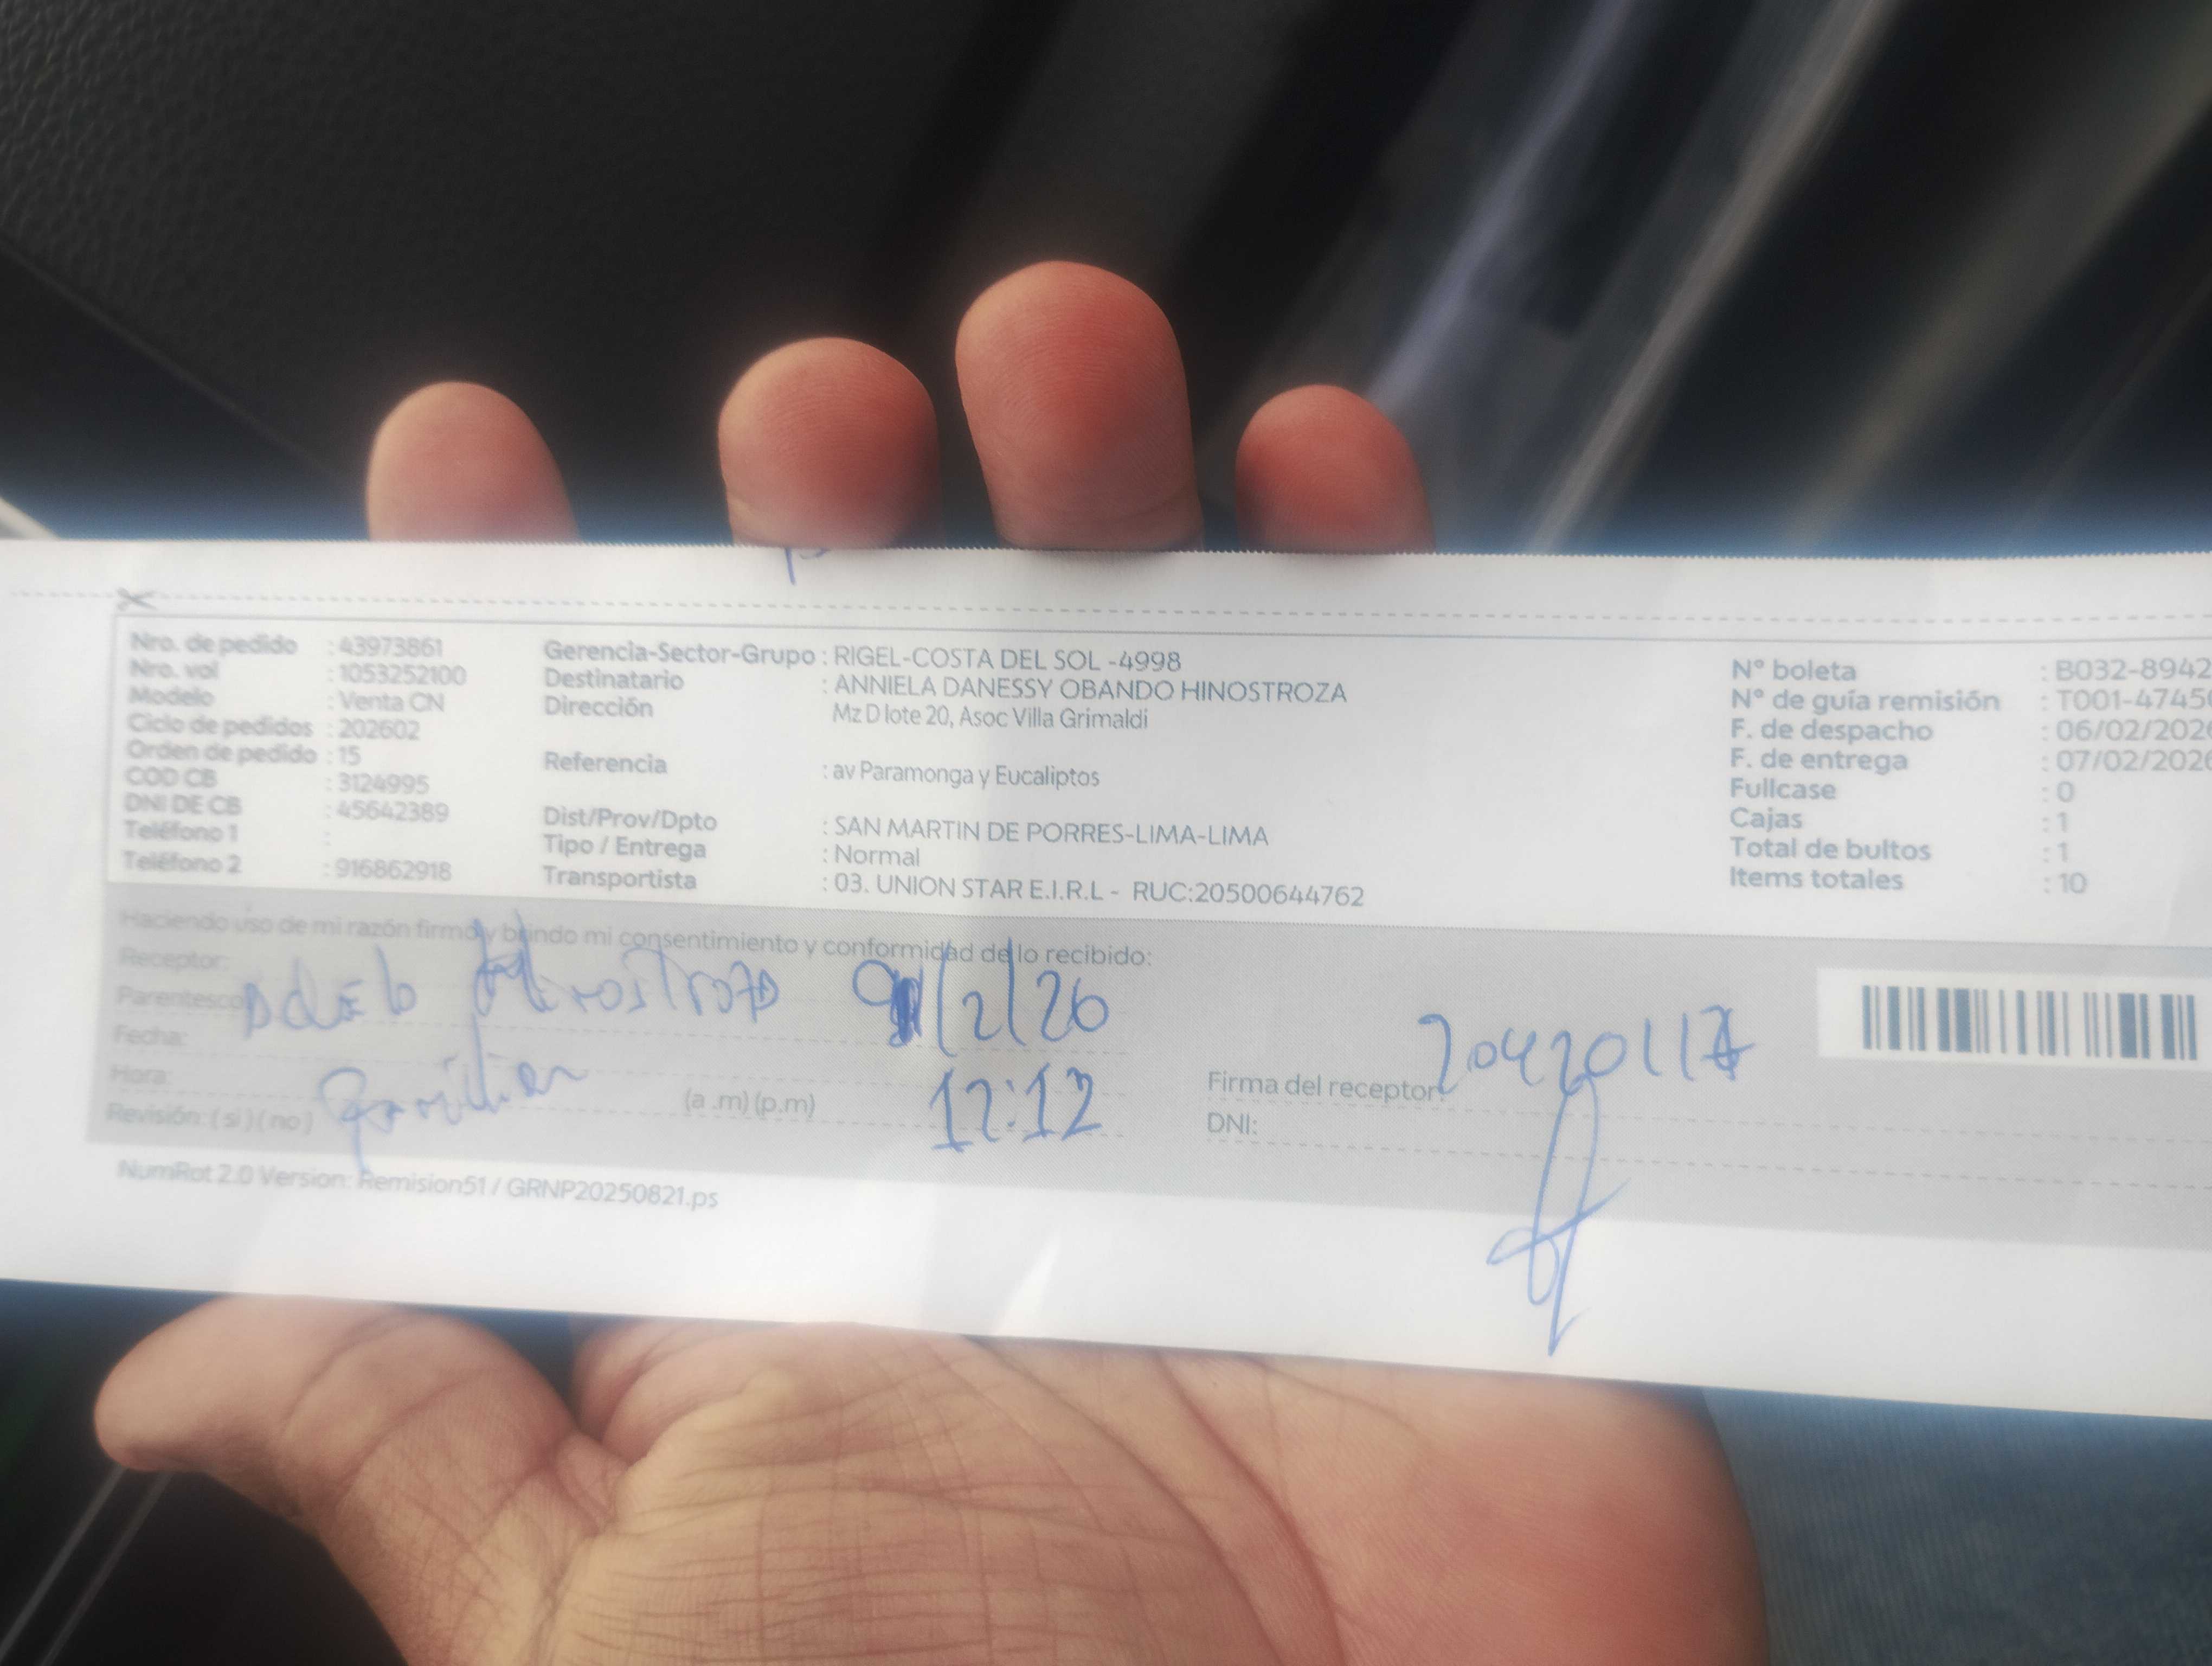 Nro. de pedido : 43973861
Nro. vol : 1053252100
Modelo : Venta CN
Ciclo de pedidos : 202602
Orden de pedido : 15
COD CB : 3124995
DNI DE CB : 45642389
Teléfono 1 :
Teléfono 2 : 916862918
Gerencia-Sector-Grupo : RIGEL-COSTA DEL SOL -4998
Destinatario : ANNIELA DANESSY OBANDO HINOSTROZA
Dirección Mz D lote 20, Asoc Villa Grimaldi
Referencia : av Paramonga y Eucaliptos
Dist/Prov/Dpto : SAN MARTIN DE PORRES-LIMA-LIMA
Tipo / Entrega : Normal
Transportista : 03. UNION STAR E.I.R.L - RUC:20500644762
N° boleta : B032-8942
N° de guía remisión : T001-4745
F. de despacho : 06/02/202
F. de entrega : 07/02/202
Fullcase : 0
Cajas : 1
Total de bultos : 1
Items totales : 10
Haciendo uso de mi razón firmo y brindo mi consentimiento y conformidad de lo recibido:
Receptor:
Parentesco
Hinostroza /2/26
Fecha:
Hora: (a .m) (p.m) 12:12
familiar
Revisión: ( si ) ( no )
Firma del receptor:
DNI:
NumRot 2.0 Version: Remision51 / GRNP20250821.ps